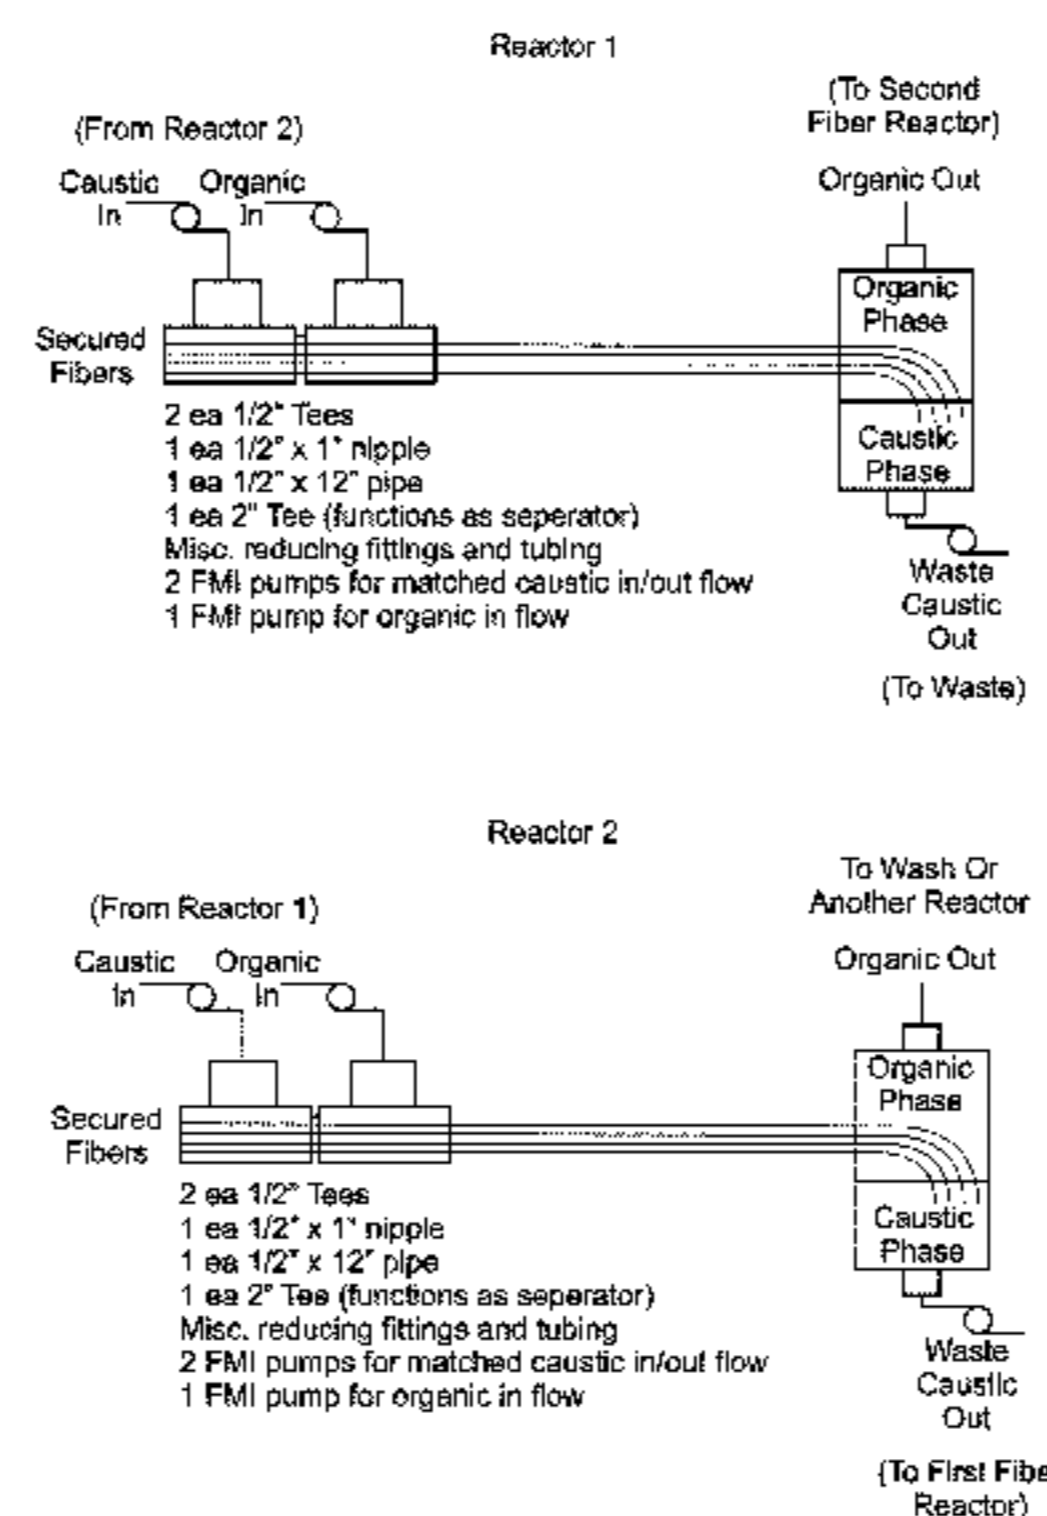 Reactor 1
(To Second
Fiber Reactor)
(From Reactor 2)
Caustic
In
Organic
In
Organic Out
Organic
Phase
Secured
Fibers
Caustic
Phase
2 ea 1/2" Tees
1 ea 1/2" x 1" nipple
1 ea 1/2" x 12" pipe
1 ea 2" Tee (functions as seperator)
Misc. reducing fittings and tubing
2 FMI pumps for matched caustic in/out flow
1 FMI pump for organic in flow
Waste
Caustic
Out
(To Waste)
Reactor 2
To Wash Or
Another Reactor
(From Reactor 1)
Caustic
In
Organic
In
Organic Out
Organic
Phase
Secured
Fibers
Caustic
Phase
2 ea 1/2" Tees
1 ea 1/2" x 1" nipple
1 ea 1/2" x 12" pipe
1 ea 2" Tee (functions as seperator)
Misc. reducing fittings and tubing
2 FMI pumps for matched caustic in/out flow
1 FMI pump for organic in flow
Waste
Caustic
Out
(To First Fibe
Reactor)